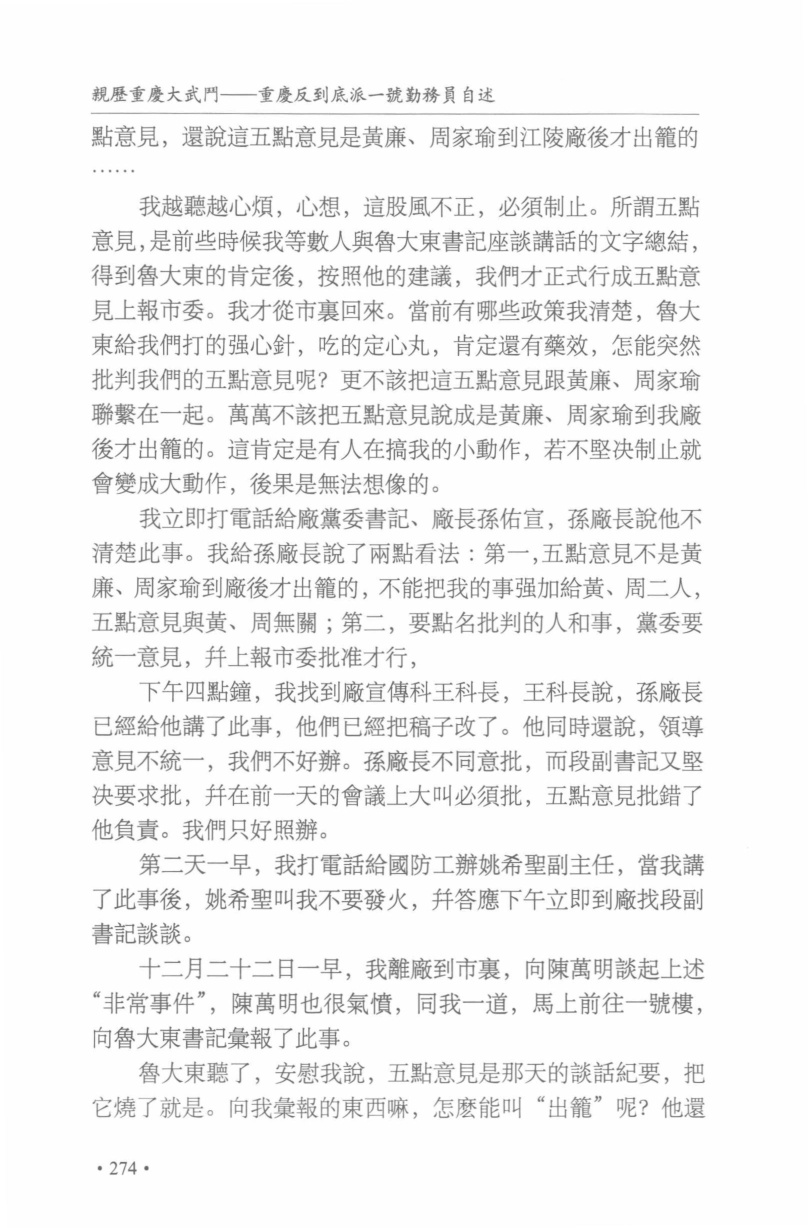 親歷重慶大武鬥——重慶反到底派一號勤務員自述
點意見，還說這五點意見是黃廉、周家瑜到江陵廠後才出籠的
……
我越聽越心煩，心想，這股風不正，必須制止。所謂五點
意見，是前些時候我等數人與魯大東書記座談講話的文字總結，
得到魯大東的肯定後，按照他的建議，我們才正式行成五點意
見上報市委。我才從市裏回來。當前有哪些政策我清楚，魯大
東給我們打的强心針，吃的定心丸，肯定還有藥效，怎能突然
批判我們的五點意見呢？更不該把這五點意見跟黃廉、周家瑜
聯繫在一起。萬萬不該把五點意見說成是黃廉、周家瑜到我廠
後才出籠的。這肯定是有人在搞我的小動作，若不堅决制止就
會變成大動作，後果是無法想像的。
我立即打電話給廠黨委書記、廠長孫佑宣，孫廠長說他不
清楚此事。我給孫廠長說了兩點看法：第一，五點意見不是黃
廉、周家瑜到廠後才出籠的，不能把我的事强加給黃、周二人，
五點意見與黃、周無關；第二，要點名批判的人和事，黨委要
統一意見，幷上報市委批准才行，
下午四點鐘，我找到廠宣傳科王科長，王科長說，孫廠長
已經給他講了此事，他們已經把稿子改了。他同時還說，領導
意見不統一，我們不好辦。孫廠長不同意批，而段副書記又堅
决要求批，幷在前一天的會議上大叫必須批，五點意見批錯了
他負責。我們只好照辦。
第二天一早，我打電話給國防工辦姚希聖副主任，當我講
了此事後，姚希聖叫我不要發火，幷答應下午立即到廠找段副
書記談談。
十二月二十二日一早，我離廠到市裏，向陳萬明談起上述
“非常事件”，陳萬明也很氣憤，同我一道，馬上前往一號樓，
向魯大東書記彙報了此事。
魯大東聽了，安慰我說，五點意見是那天的談話紀要，把
它燒了就是。向我彙報的東西嘛，怎麽能叫“出籠”呢？他還
·274·